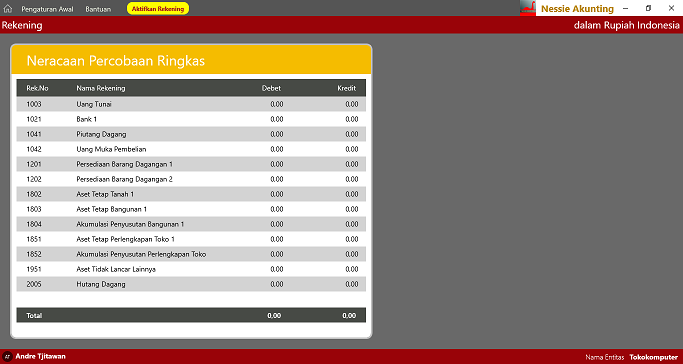 Pengaturan Awal Bantuan Aktifkan Rekening Nessie Akunting
Rekening dalam Rupiah Indonesia
Neracaan Percobaan Ringkas
Rek.No Nama Rekening Debet Kredit
1003 Uang Tunai 0,00 0,00
1021 Bank 1 0,00 0,00
1041 Piutang Dagang 0,00 0,00
1042 Uang Muka Pembelian 0,00 0,00
1201 Persediaan Barang Dagangan 1 0,00 0,00
1202 Persediaan Barang Dagangan 2 0,00 0,00
1802 Aset Tetap Tanah 1 0,00 0,00
1803 Aset Tetap Bangunan 1 0,00 0,00
1804 Akumulasi Penyusutan Bangunan 1 0,00 0,00
1851 Aset Tetap Perlengkapan Toko 1 0,00 0,00
1852 Akumulasi Penyusutan Perlengkapan Toko 0,00 0,00
1951 Aset Tidak Lancar Lainnya 0,00 0,00
2005 Hutang Dagang 0,00 0,00
Total 0,00 0,00
AT Andre Tjitawan Nama Entitas Tokokomputer